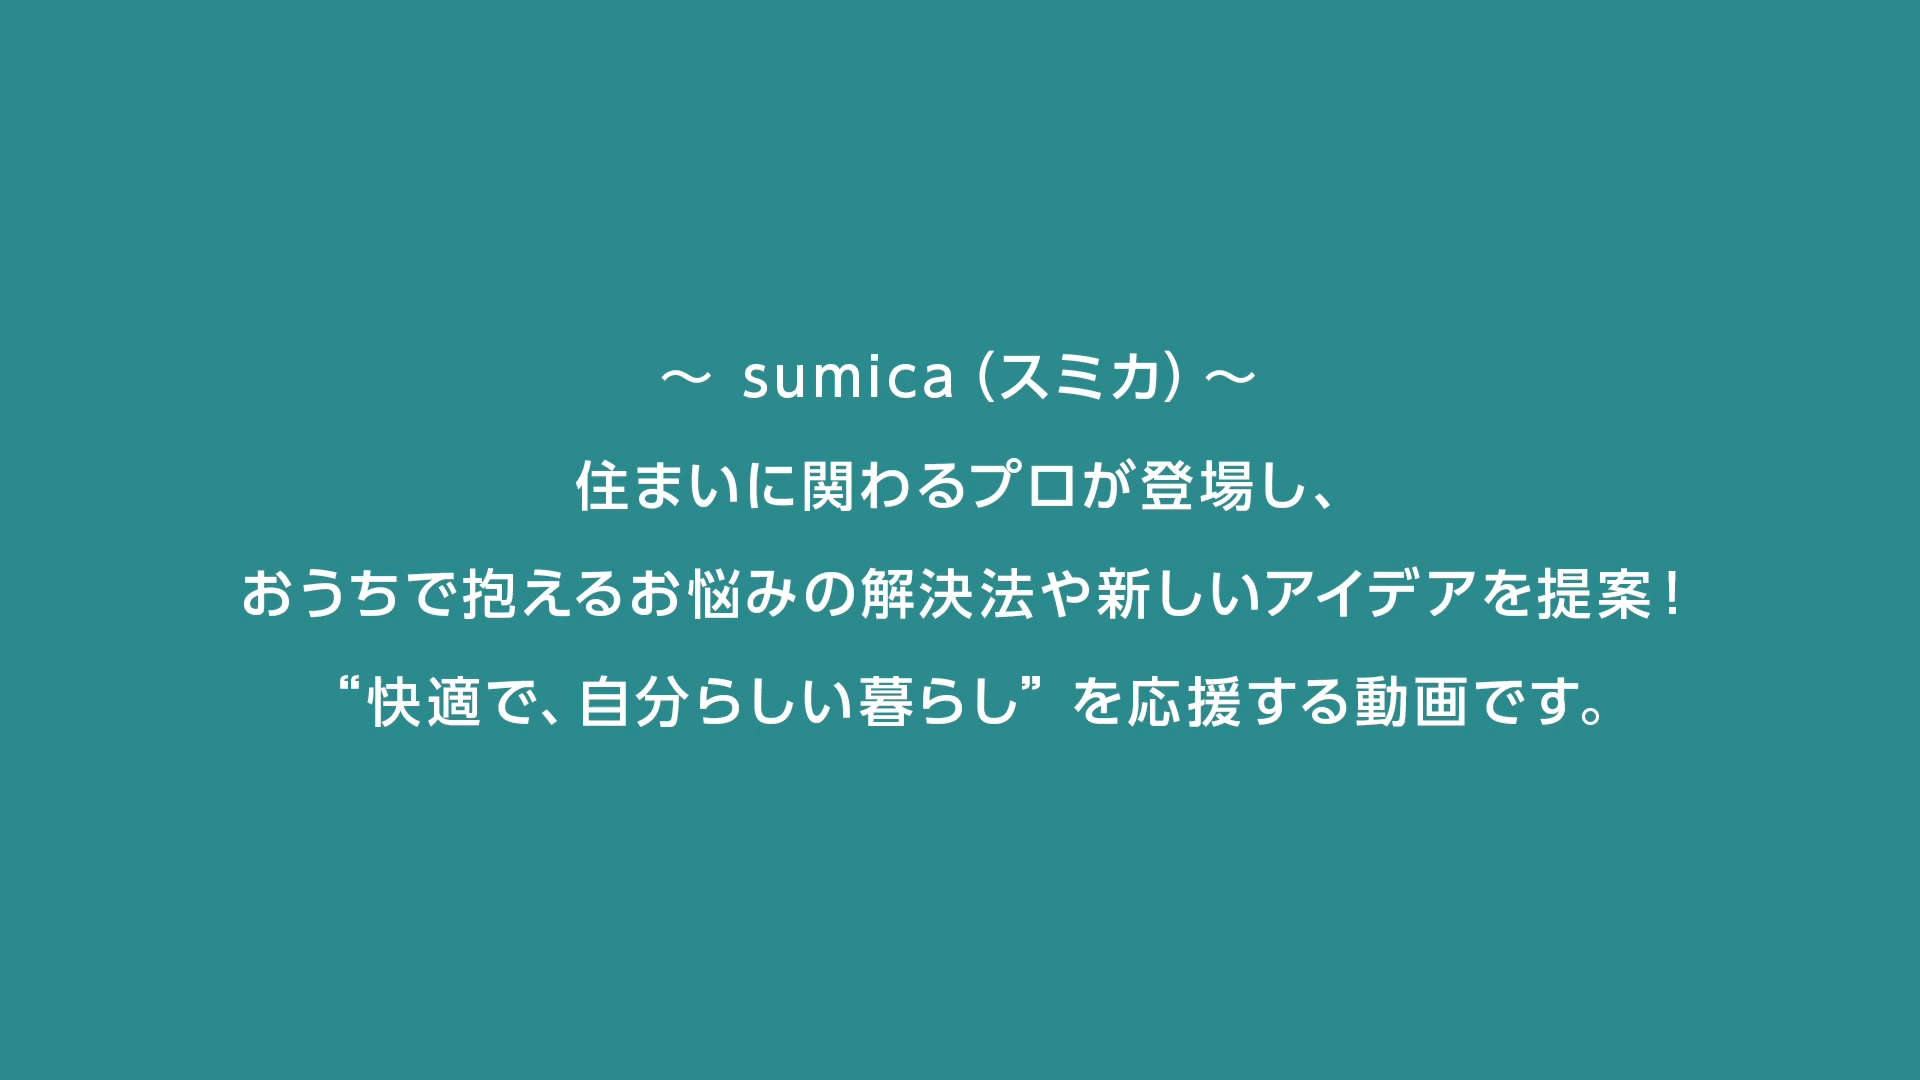 ～ sumica（スミカ）～
住まいに関わるプロが登場し、
おうちで抱えるお悩みの解決法や新しいアイデアを提案！
“快適で、自分らしい暮らし” を応援する動画です。